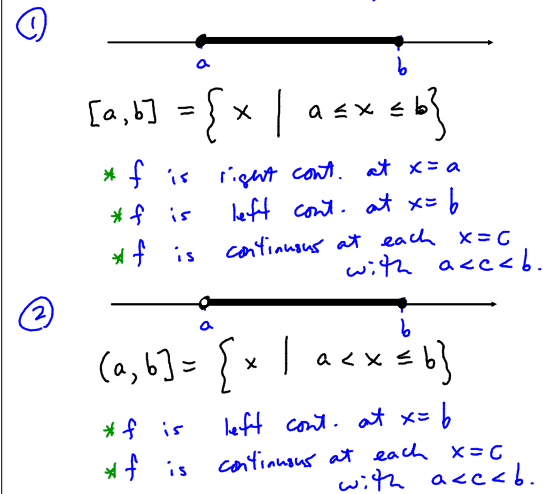 ①
a b
[a,b] = { x | a ≤ x ≤ b}
* f is right cont. at x=a
* f is left cont. at x=b
* f is continuous at each x=c
with a<c<b.
②
a b
(a,b] = { x | a < x ≤ b}
* f is left cont. at x=b
* f is continuous at each x=c
with a<c<b.